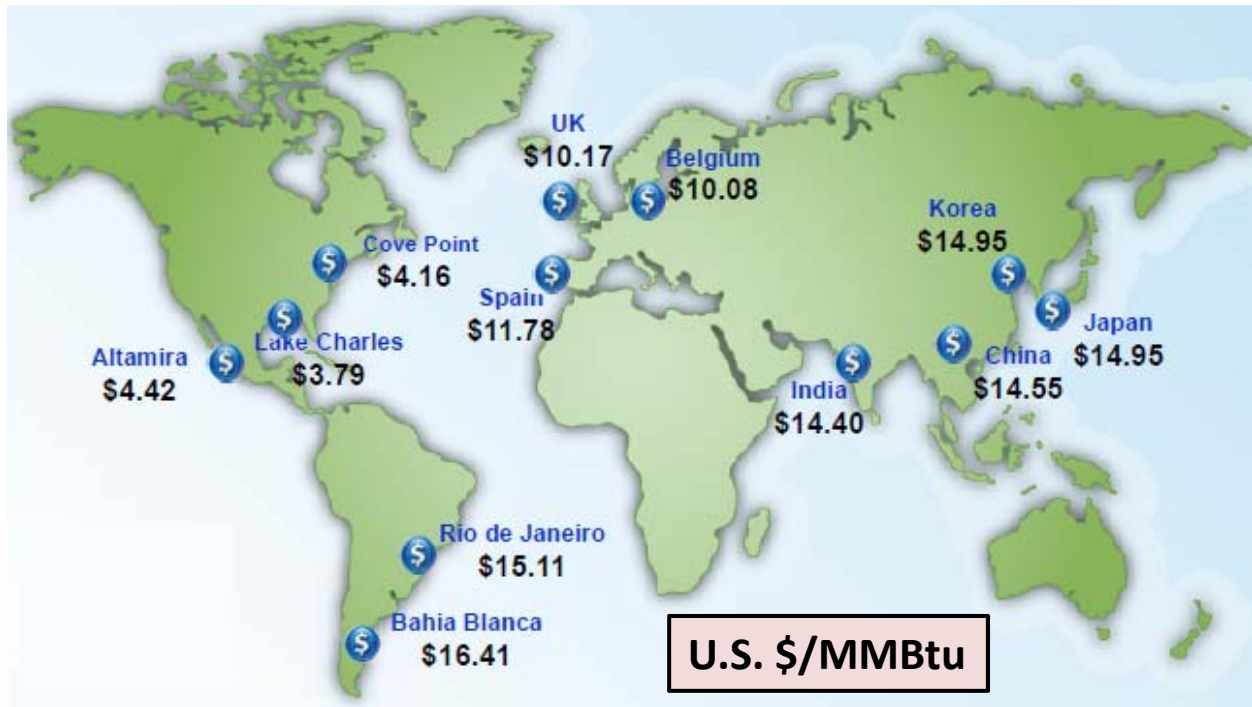 UK
$10.17
Belgium
$10.08
Korea
$14.95
Cove Point
$4.16
Spain
$11.78
Japan
$14.95
Altamira
$4.42
Lake Charles
$3.79
China
$14.55
India
$14.40
Rio de Janeiro
$15.11
Bahia Blanca
$16.41
U.S. $/MMBtu